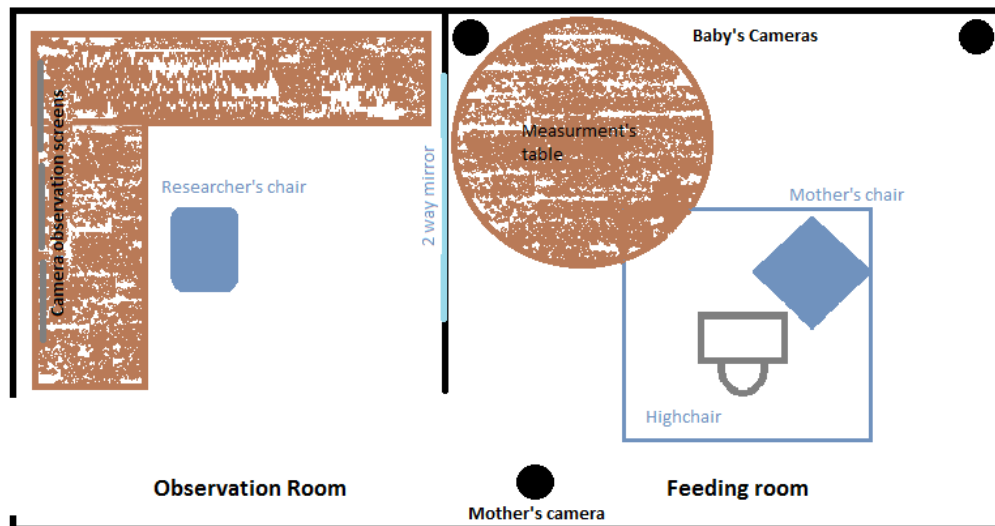 Baby's Cameras
Camera observation screens
Measurment's
table
Researcher's chair
2 way mirror
Mother's chair
Highchair
Observation Room
Feeding room
Mother's camera